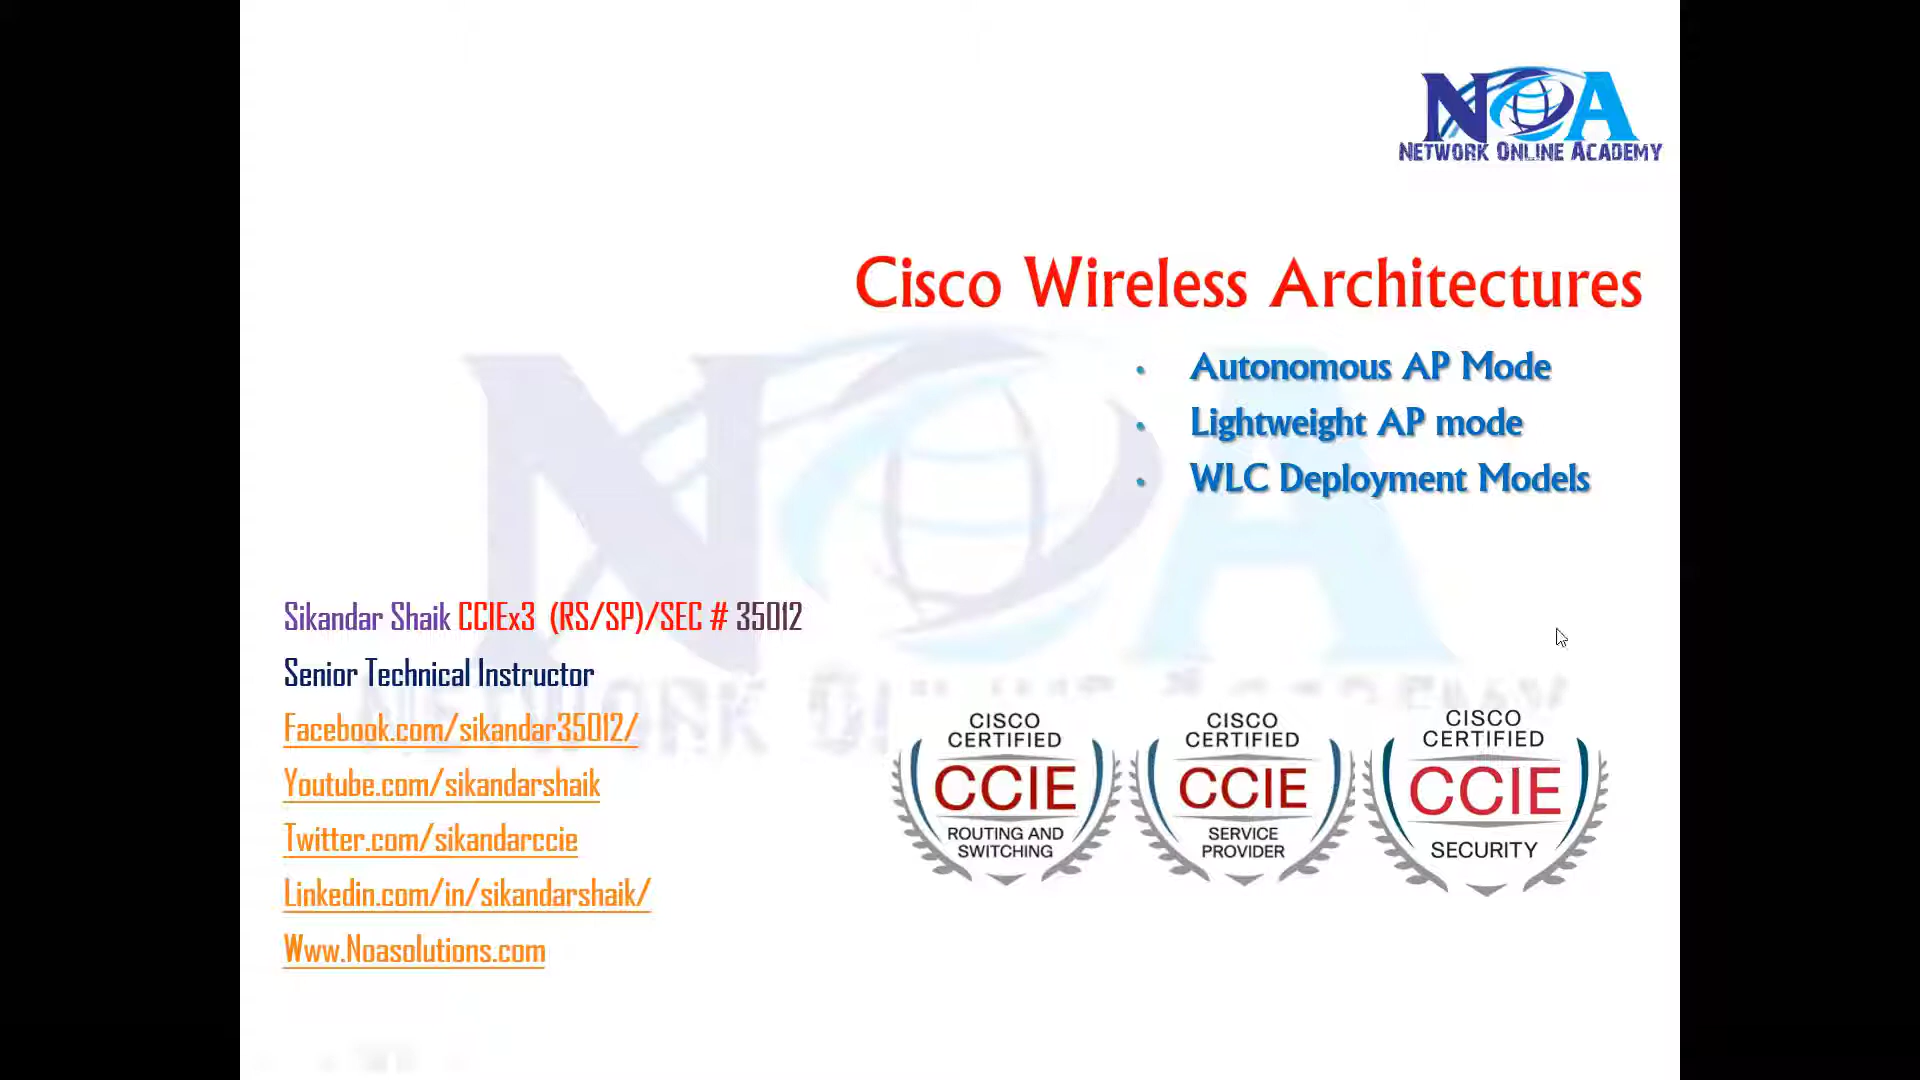 NOA
NETWORK ONLINE ACADEMY
Cisco Wireless Architectures
• Autonomous AP Mode
• Lightweight AP mode
• WLC Deployment Models
Sikandar Shaik CCIEx3 (RS/SP)/SEC # 35012
Senior Technical Instructor
Facebook.com/sikandar35012/
Youtube.com/sikandarshaik
Twitter.com/sikandarccie
Linkedin.com/in/sikandarshaik/
Www.Noasolutions.com
CISCO
CERTIFIED
CCIE
ROUTING AND
SWITCHING
CISCO
CERTIFIED
CCIE
SERVICE
PROVIDER
CISCO
CERTIFIED
CCIE
SECURITY